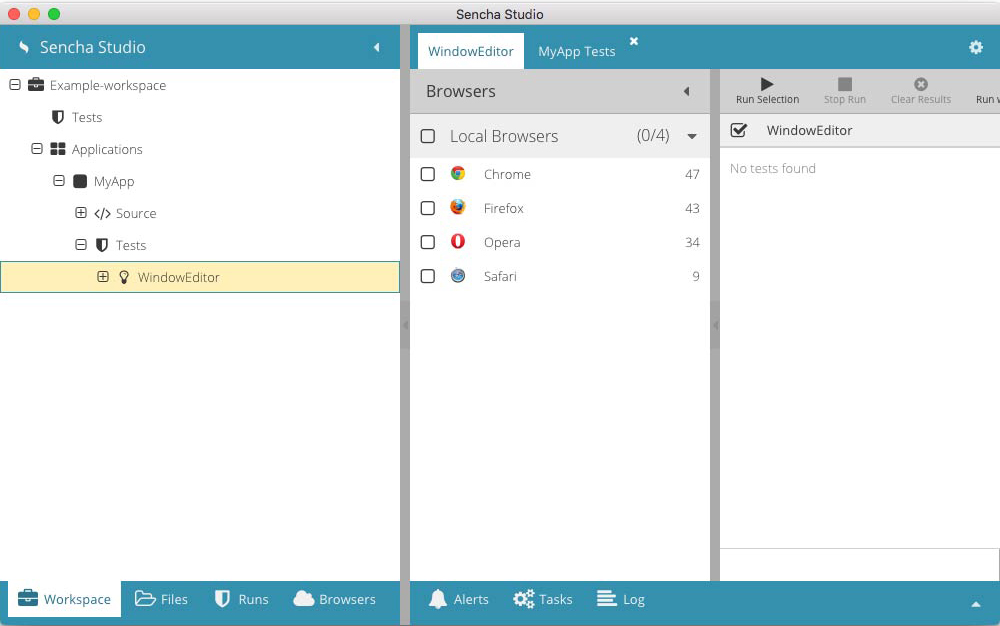 Sencha Studio
Sencha Studio
Example-workspace
Tests
Applications
MyApp
</> Source
Tests
WindowEditor
Workspace
Files
Runs
Browsers
WindowEditor
MyApp Tests
Browsers
Local Browsers (0/4)
Chrome 47
Firefox 43
Opera 34
Safari 9
Run Selection
Stop Run
Clear Results
Run
WindowEditor
No tests found
Alerts
Tasks
Log